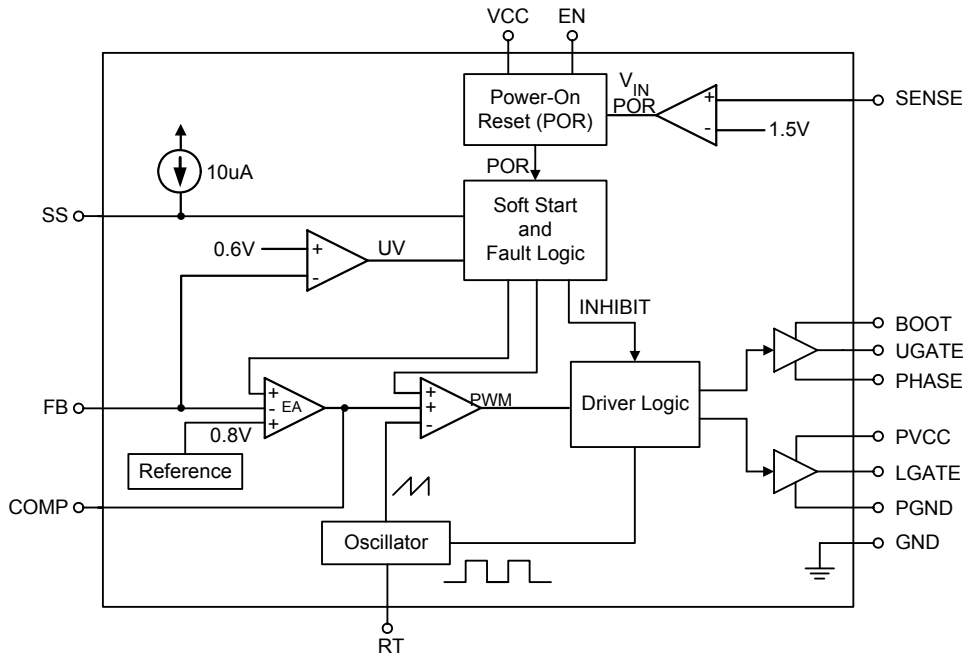 VCC EN
Power-On
Reset (POR)
V_IN
POR
+
-
1.5V
SENSE
10uA
POR
SS
Soft Start
and
Fault Logic
0.6V
+
-
UV
INHIBIT
BOOT
UGATE
PHASE
FB
+
-
+
EA
0.8V
Reference
+
+
-
PWM
Driver Logic
PVCC
LGATE
PGND
COMP
Oscillator
GND
RT